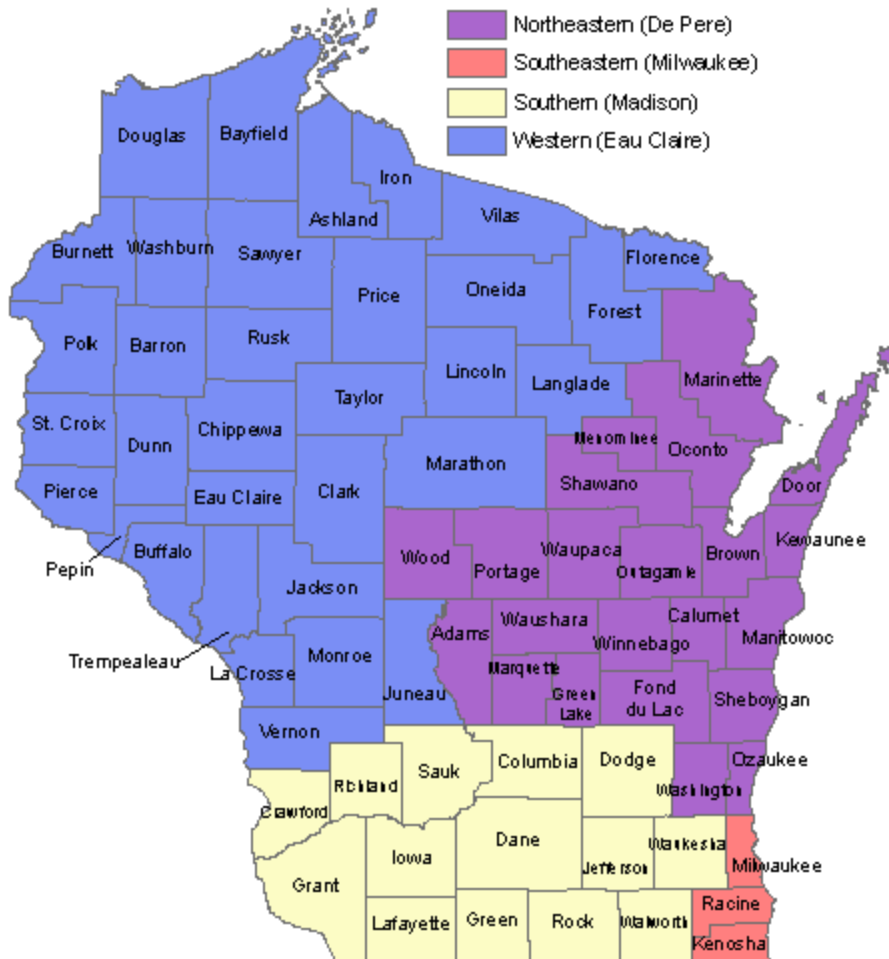 Northeastern (De Pere)
Southeastern (Milwaukee)
Southern (Madison)
Western (Eau Claire)
Douglas
Bayfield
Iron
Ashland
Vilas
Burnett
Washburn
Sawyer
Florence
Price
Oneida
Forest
Polk
Barron
Rusk
Lincoln
Langlade
Marinette
Taylor
St. Croix
Dunn
Chippewa
Menominee
Oconto
Marathon
Pierce
Eau Claire
Clark
Shawano
Door
Pepin
Buffalo
Wood
Portage
Waupaca
Outagamie
Brown
Kewaunee
Jackson
Trempealeau
La Crosse
Monroe
Juneau
Adams
Waushara
Winnebago
Calumet
Manitowoc
Marquette
Green
Lake
Fond
du Lac
Sheboygan
Vernon
Crawford
Richland
Sauk
Columbia
Dodge
Washington
Ozaukee
Grant
Iowa
Dane
Jefferson
Waukesha
Milwaukee
Lafayette
Green
Rock
Walworth
Racine
Kenosha